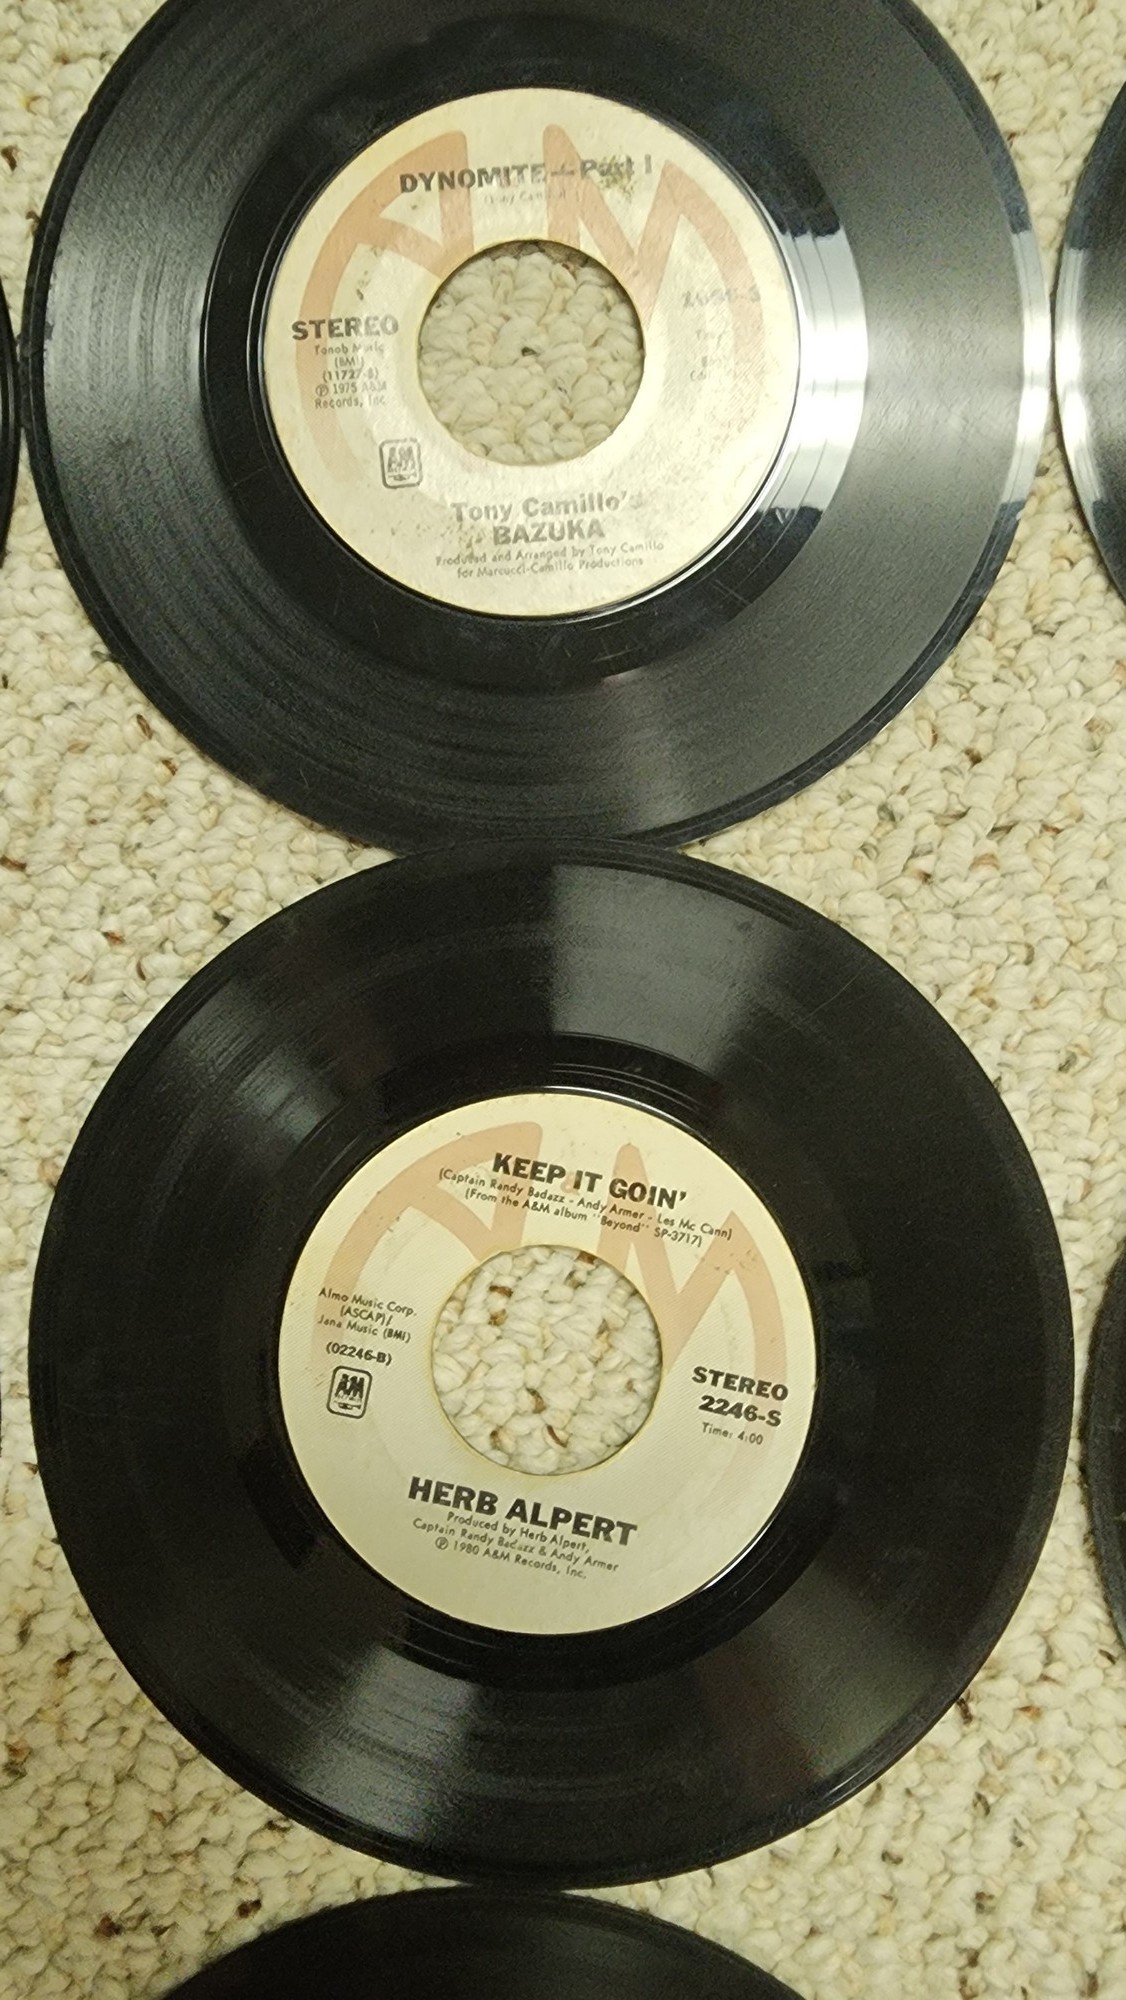 DYNOMITE—Part I
STEREO
Tonob Music
(BMI)
(11727-S)
℗ 1975 A&M
Records, Inc
AM
Tony Camillo's
BAZUKA
Produced and Arranged by Tony Camillo
for Marcucci-Camillo Productions
KEEP IT GOIN'
(Captain Randy Badazz - Andy Armer - Les Mc Cann)
(From the A&M album "Beyond" SP-3717)
Almo Music Corp.
(ASCAP)/
Jana Music (BMI)
(02246-B)
AM
STEREO
2246-S
Time: 4:00
HERB ALPERT
Produced by Herb Alpert,
Captain Randy Badazz & Andy Armer
℗ 1980 A&M Records, Inc.